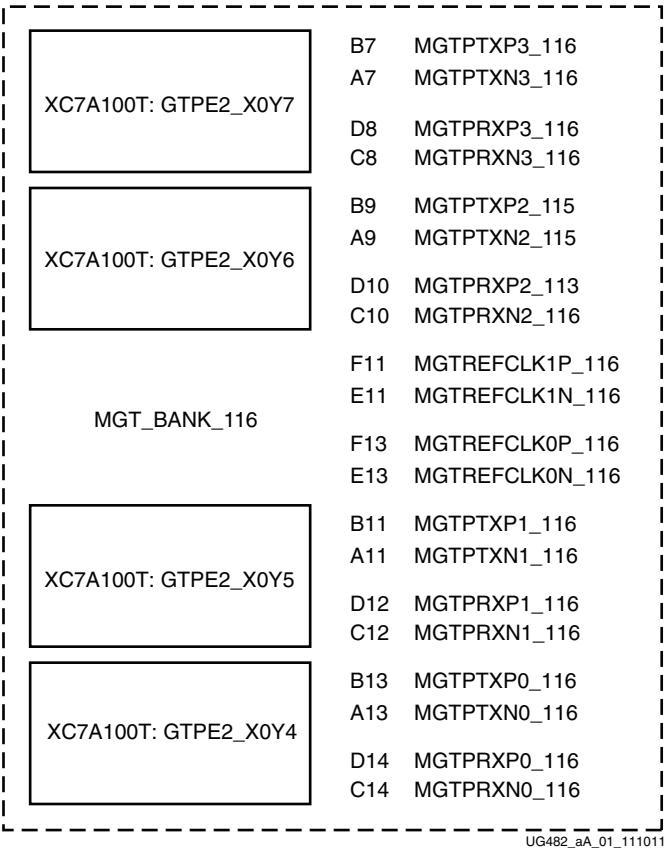 XC7A100T: GTPE2_X0Y7
B7 MGTPTXP3_116
A7 MGTPTXN3_116
D8 MGTPRXP3_116
C8 MGTPRXN3_116
XC7A100T: GTPE2_X0Y6
B9 MGTPTXP2_115
A9 MGTPTXN2_115
D10 MGTPRXP2_113
C10 MGTPRXN2_116
MGT_BANK_116
F11 MGTREFCLK1P_116
E11 MGTREFCLK1N_116
F13 MGTREFCLK0P_116
E13 MGTREFCLK0N_116
XC7A100T: GTPE2_X0Y5
B11 MGTPTXP1_116
A11 MGTPTXN1_116
D12 MGTPRXP1_116
C12 MGTPRXN1_116
XC7A100T: GTPE2_X0Y4
B13 MGTPTXP0_116
A13 MGTPTXN0_116
D14 MGTPRXP0_116
C14 MGTPRXN0_116
UG482_aA_01_111011